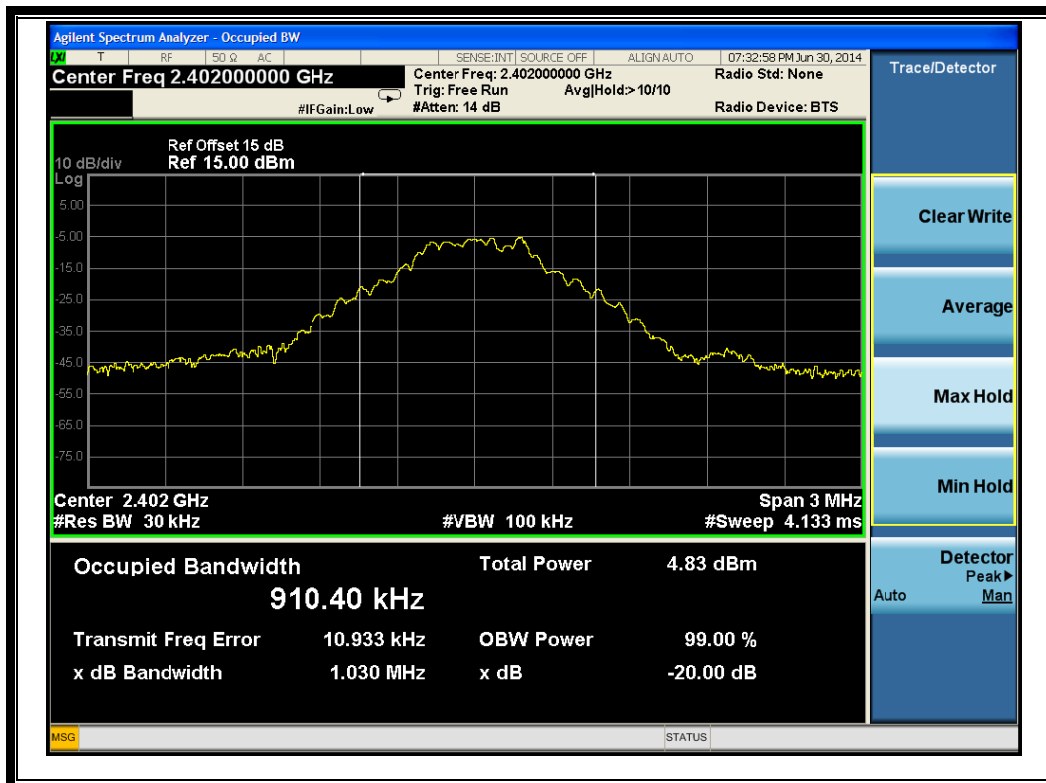 Agilent Spectrum Analyzer - Occupied BW
LXI T RF 50 Ω AC SENSE:INT SOURCE OFF ALIGN AUTO 07:32:58 PM Jun 30, 2014
Center Freq 2.402000000 GHz
Center Freq: 2.402000000 GHz
Radio Std: None
Trig: Free Run Avg|Hold:> 10/10
#IFGain:Low
#Atten: 14 dB
Radio Device: BTS
Ref Offset 15 dB
10 dB/div Ref 15.00 dBm
Log
5.00
-5.00
-15.0
-25.0
-35.0
-45.0
-55.0
-65.0
-75.0
Center 2.402 GHz
Span 3 MHz
#Res BW 30 kHz
#VBW 100 kHz
#Sweep 4.133 ms
Occupied Bandwidth
Total Power 4.83 dBm
910.40 kHz
Transmit Freq Error 10.933 kHz
OBW Power 99.00 %
x dB Bandwidth 1.030 MHz
x dB -20.00 dB
MSG
STATUS
Trace/Detector
Clear Write
Average
Max Hold
Min Hold
Detector
Peak▶
Auto Man